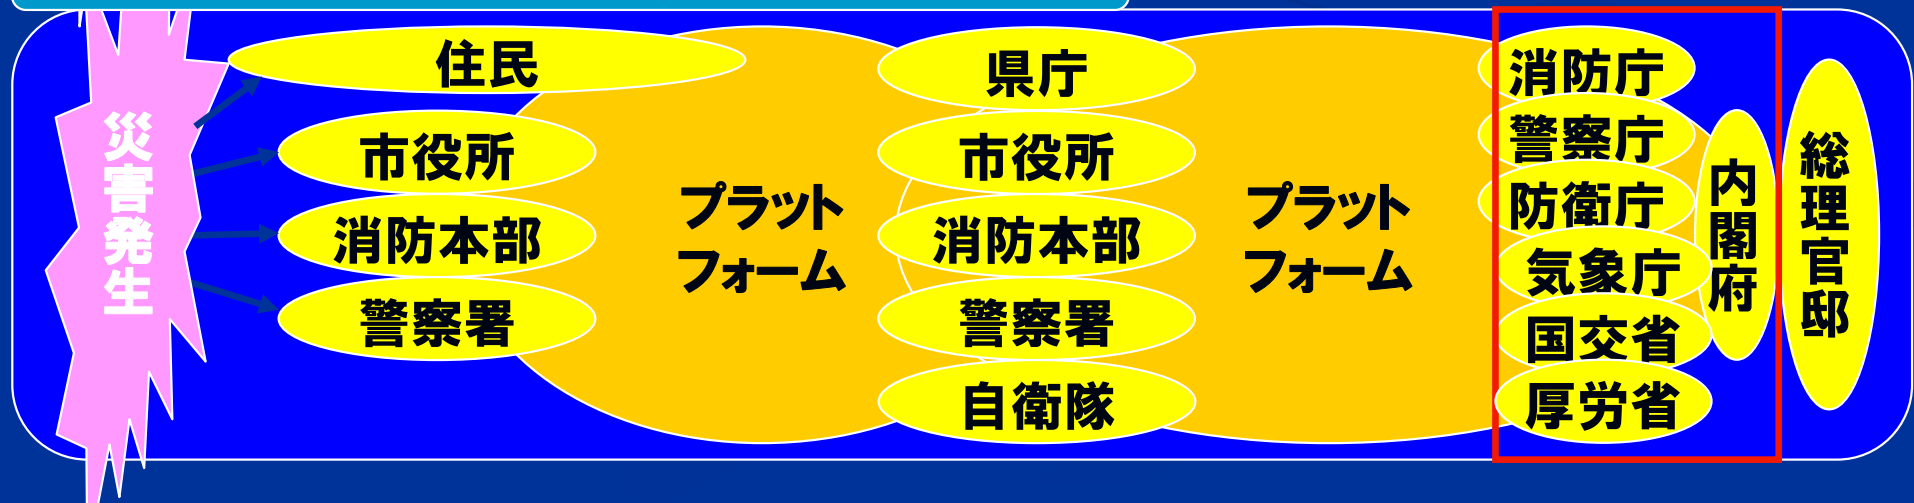 災害発生
住民
市役所
消防本部
警察署
プラット
フォーム
県庁
市役所
消防本部
警察署
自衛隊
プラット
フォーム
消防庁
警察庁
防衛庁
気象庁
国交省
厚労省
内閣府
総理官邸